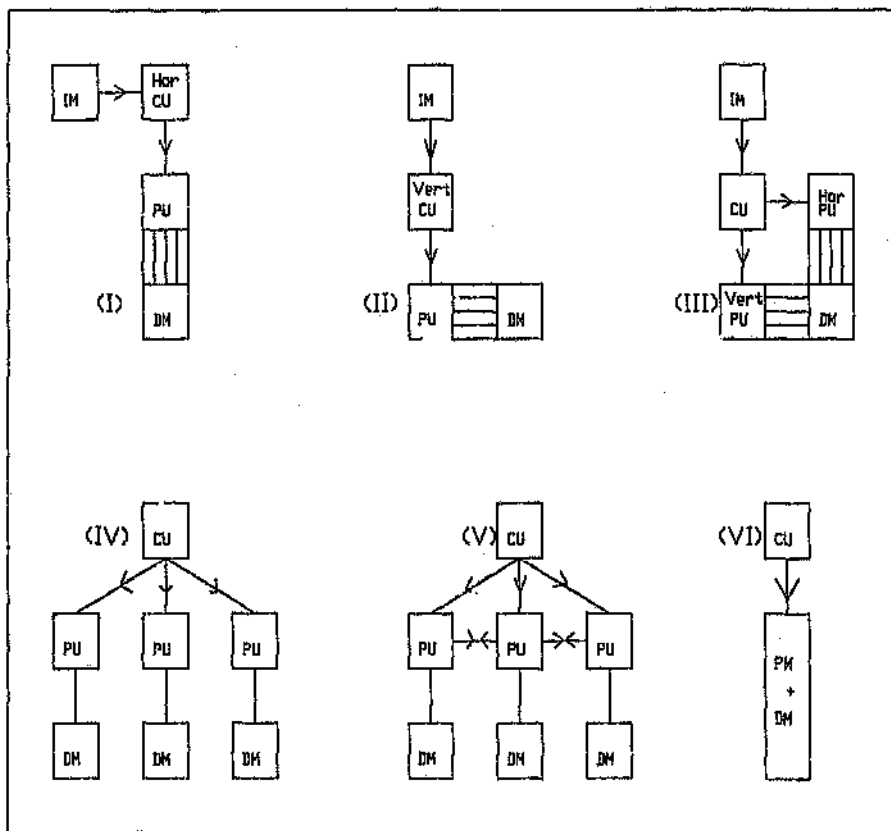 IM
Hor
CU
PU
(I)
DM
IM
Vert
CU
(II)
PU
DM
IM
CU
Hor
PU
(III)
Vert
PU
DM
(IV)
CU
PU
PU
PU
DM
DM
DM
(V)
CU
PU
PU
PU
DM
DM
DM
(VI)
CU
PM
+
DM